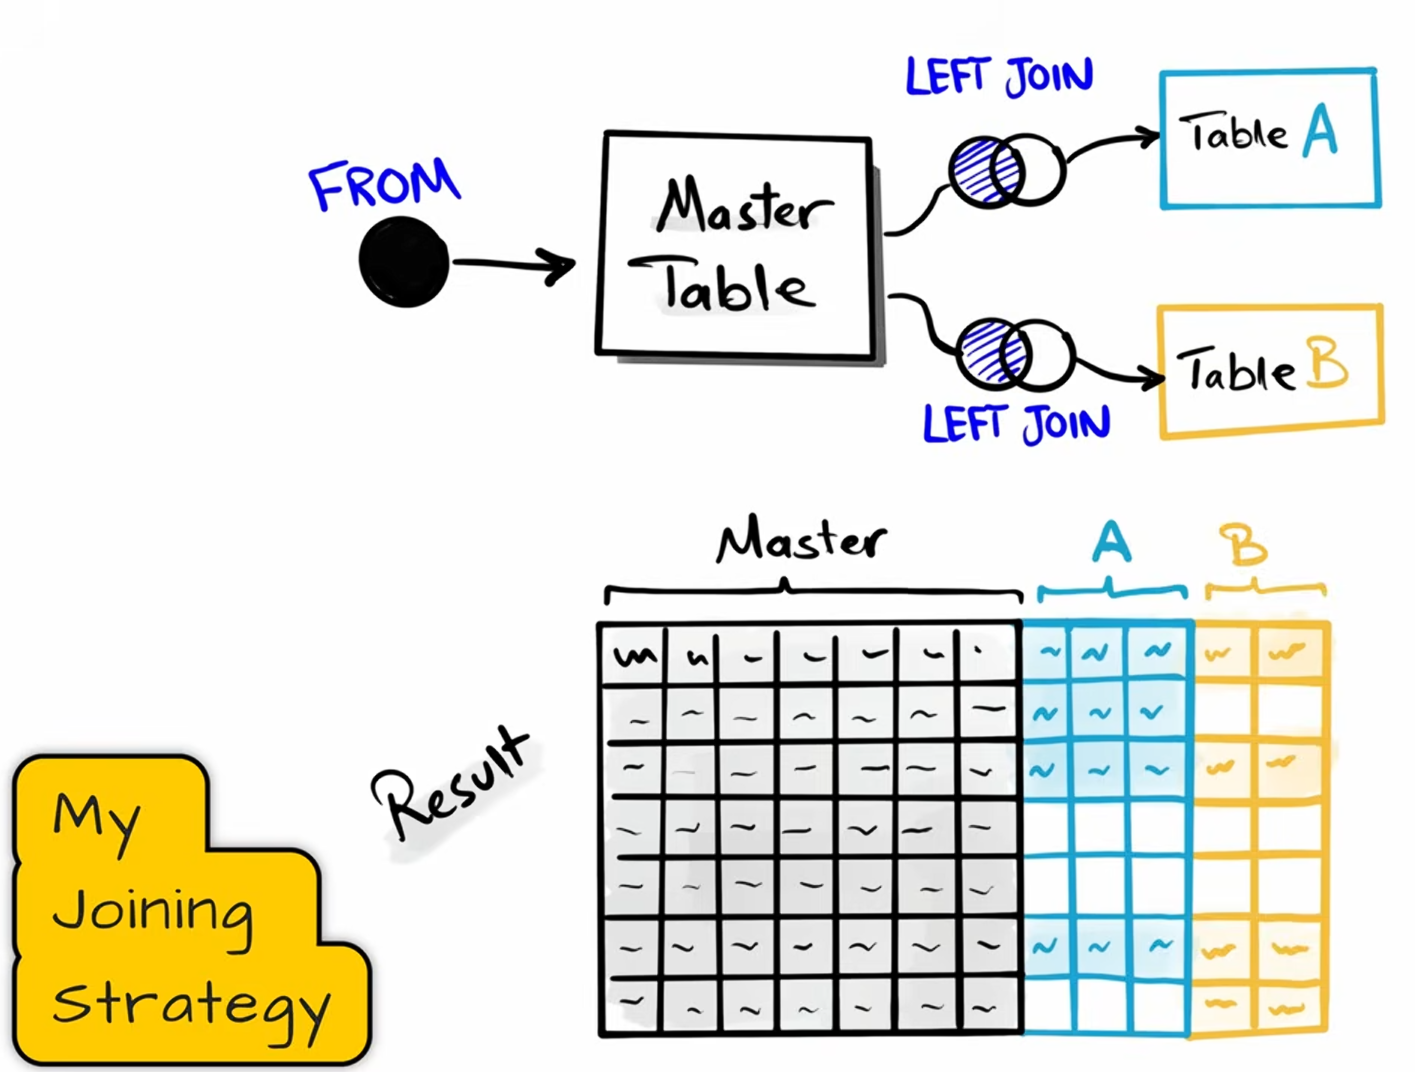 LEFT JOIN
Table A
FROM
Master
Table
Table B
LEFT JOIN
Master
A
B
Result
My
Joining
Strategy